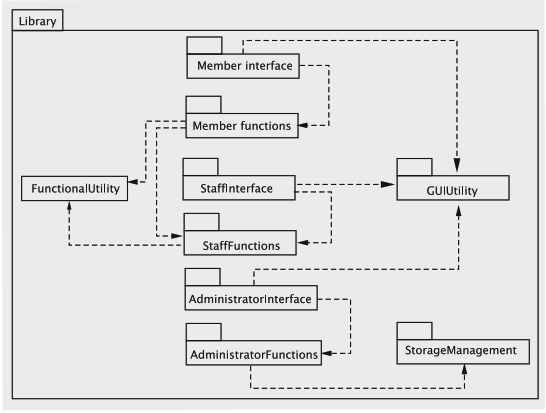 Library
Member interface
Member functions
FunctionalUtility
StaffInterface
GUIUtility
StaffFunctions
AdministratorInterface
AdministratorFunctions
StorageManagement